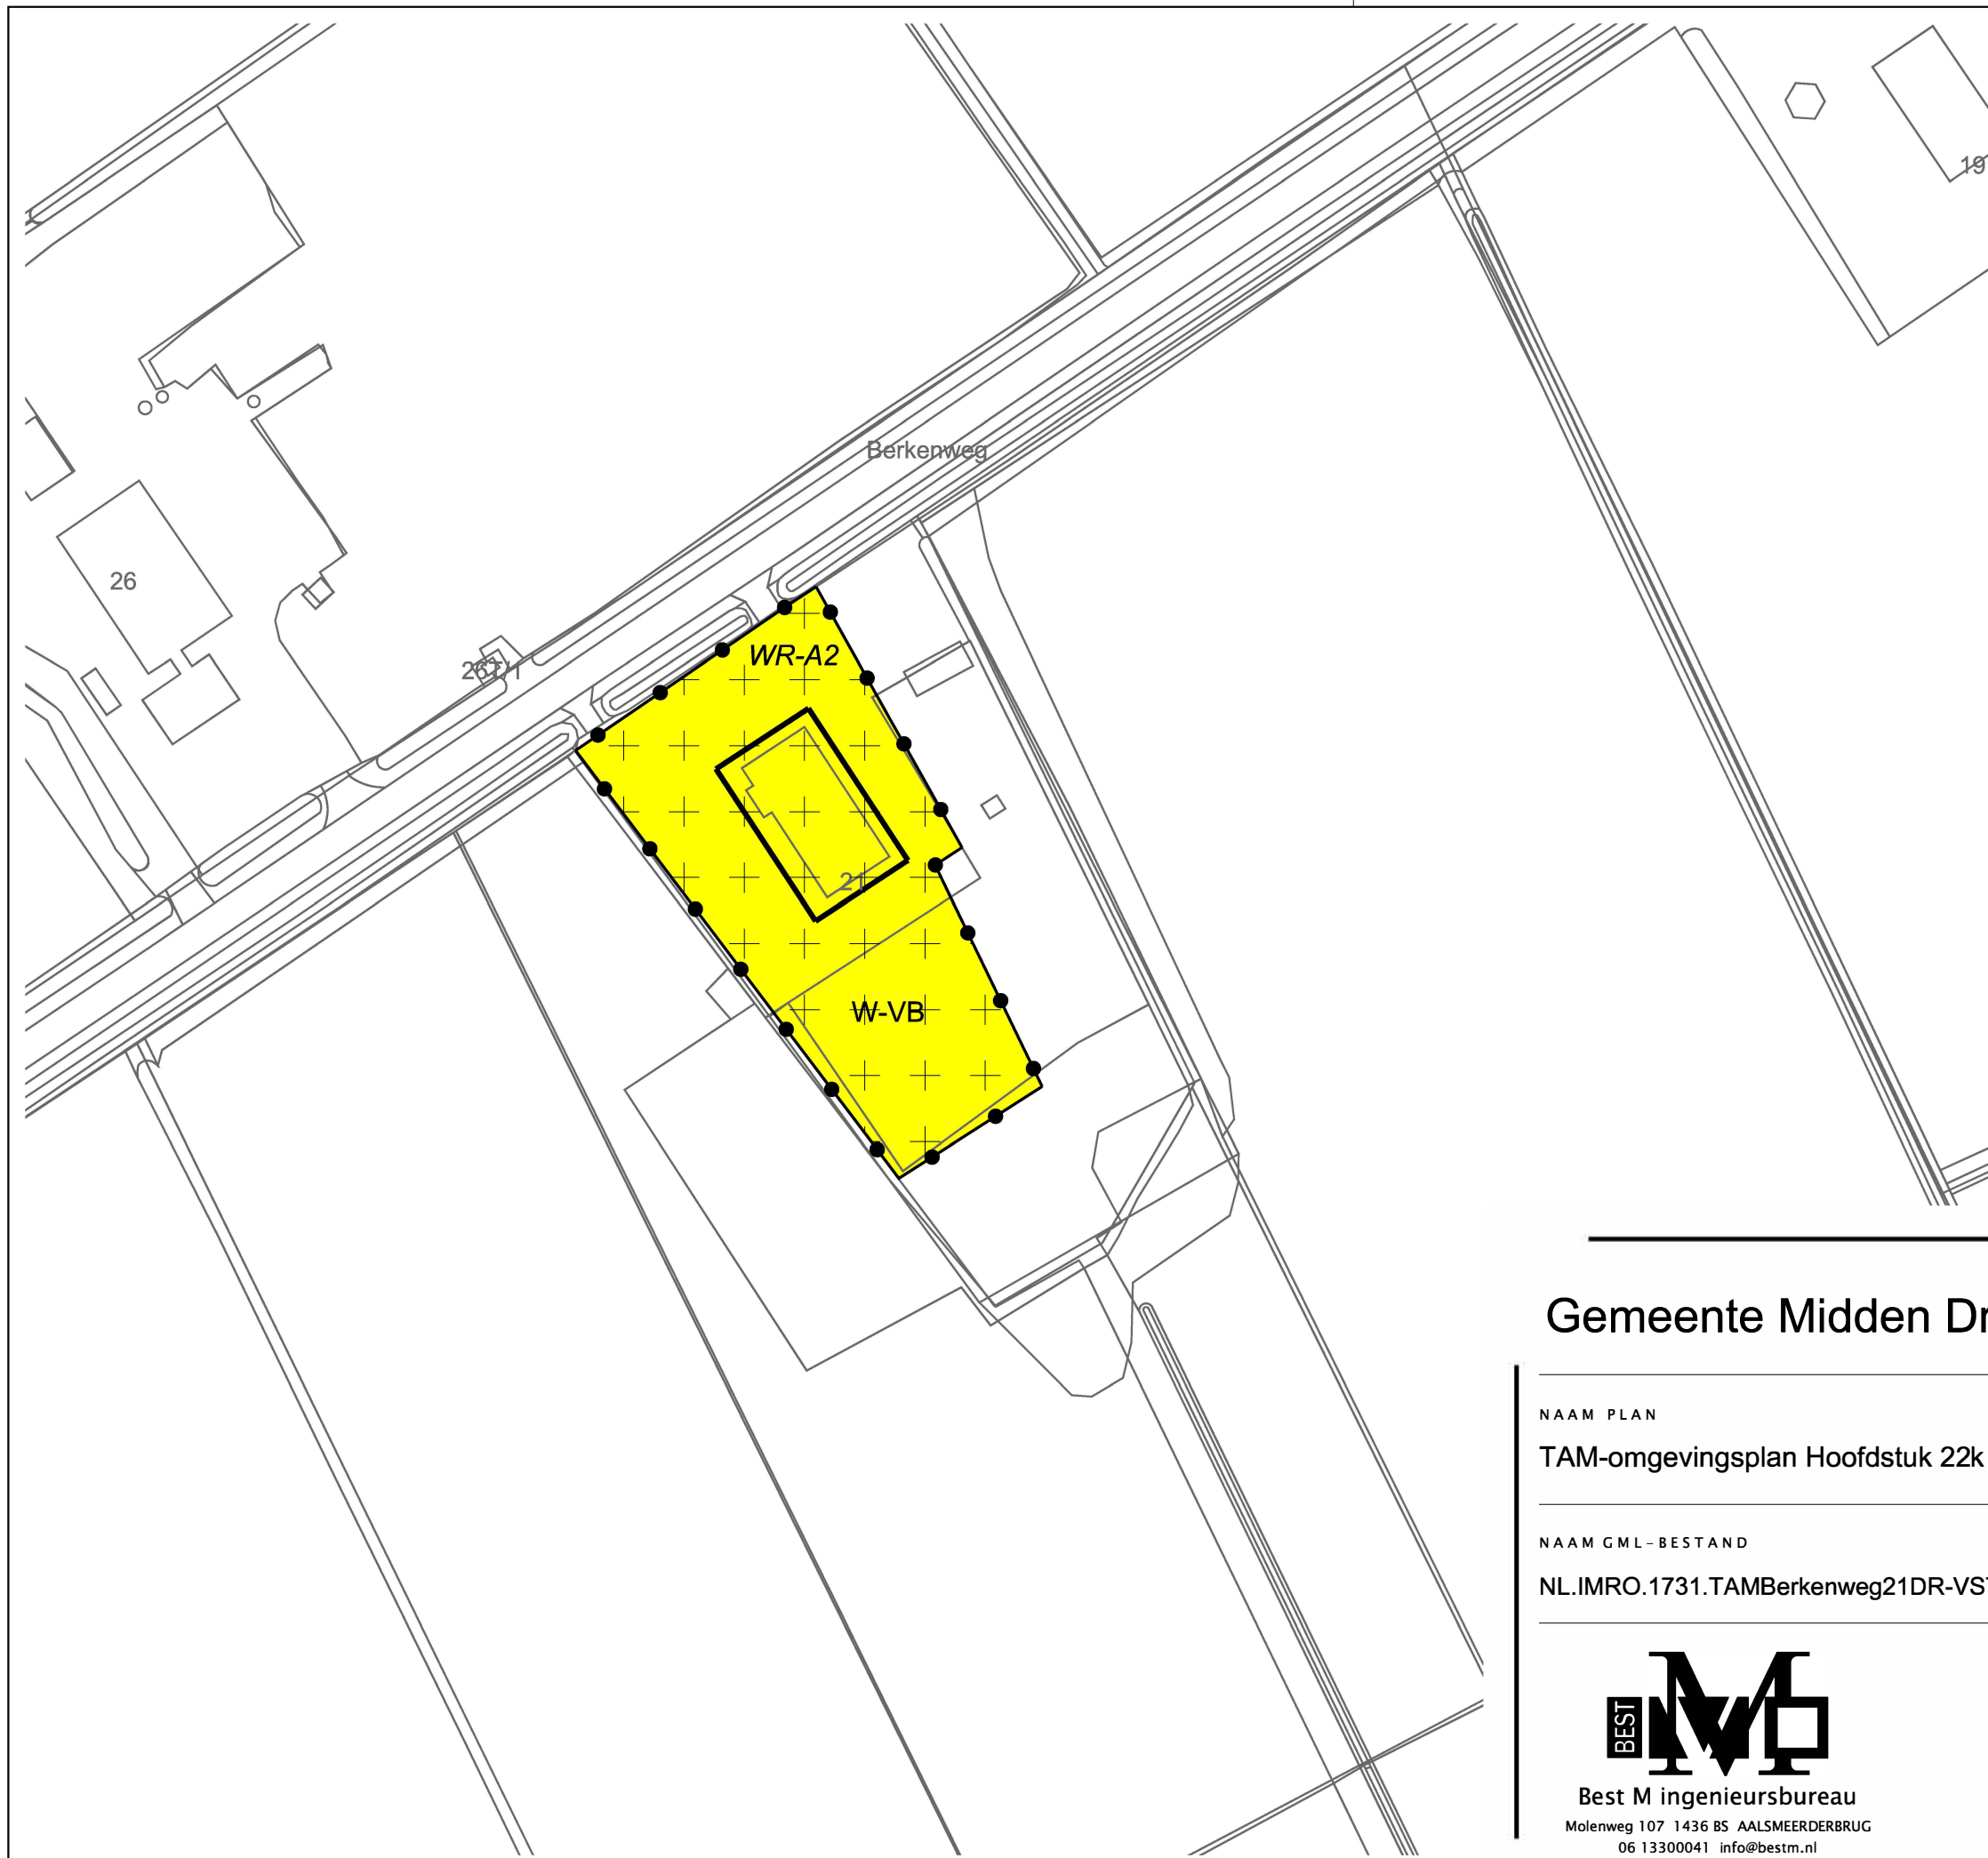 19
Berkenweg
26
WR-A2
21
W-VB
Gemeente Midden Dr
NAAM PLAN
TAM-omgevingsplan Hoofdstuk 22k
NAAM GML-BESTAND
NL.IMRO.1731.TAMBerkenweg21DR-VS
BEST
Best M ingenieursbureau
Molenweg 107 1436 BS AALSMEERDERBRUG
06 13300041 info@bestm.nl